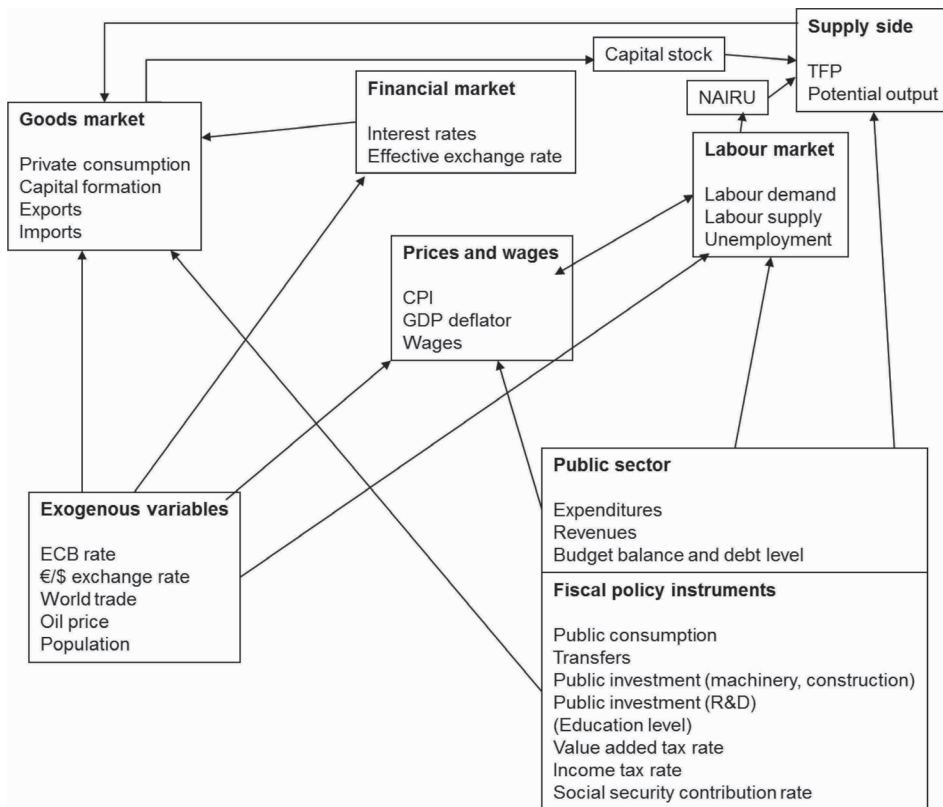 Supply side
TFP
Potential output
Capital stock
NAIRU
Financial market
Interest rates
Effective exchange rate
Goods market
Private consumption
Capital formation
Exports
Imports
Labour market
Labour demand
Labour supply
Unemployment
Prices and wages
CPI
GDP deflator
Wages
Public sector
Expenditures
Revenues
Budget balance and debt level
Exogenous variables
ECB rate
€/$ exchange rate
World trade
Oil price
Population
Fiscal policy instruments
Public consumption
Transfers
Public investment (machinery, construction)
Public investment (R&D)
(Education level)
Value added tax rate
Income tax rate
Social security contribution rate